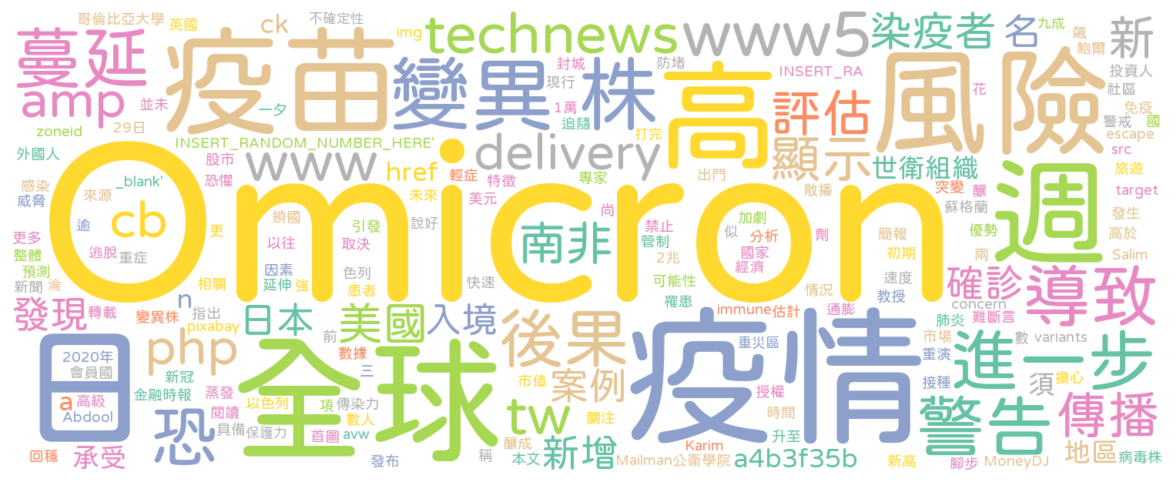 哥倫比亞大學
英國
ck
不確定性
img
technews
www5
染疫者
名
九成
飆
鮑爾
新
蔓延
疫苗
變異株
封城
現行
防堵
高
INSERT_RA
風險
投資人
社區
amp
並未
一夕
1萬
追隨
評估
花
免疫
警戒
國
zoneid
29日
INSERT_RANDOM_NUMBER_HERE'
打完
escape
外國人
股市
www
delivery
顯示
世衛組織
src
感染
恐懼
href
輕症
特徵
專家
出門
旅遊
威脅
來源
_blank'
未來
美元
散播
突變
釀
target
Omicron
cb
逾
更
鎖國
引發
說好
南非
尚
禁止
加劇
似
分析
簡報
蘇格蘭
優勢
發生
週
更多
逃脫
重症
以往
取決
管制
國家
劑
初期
兩
高於
整體
預測
因素
色列
2兆
經濟
Salim
新聞
淪
相關
延伸
強
患者
快速
可能性
罹患
情況
速度
教授
確診
導致
發現
轉載
n
變異株
pixabay
指出
日本
美國
入境
後果
immune
估計
通膨
concern
難斷言
日
2020年
會員國
php
前
數據
三
全球
疫情
重災區
市場
肺炎
重演
數
variants
進一步
新冠
金融時報
蒸發
以色列
項
傳染力
市值
案例
授權
接種
須
擔心
a
高級
Abdool
恐
閱讀
具備
保護力
首圖
數人
avw
關注
tw
釀成
時間
警告
傳播
回穩
承受
發布
稱
本文
新增
Karim
Mailman公衛學院
升至
a4b3f35b
新高
腳步
MoneyDJ
地區
病毒株